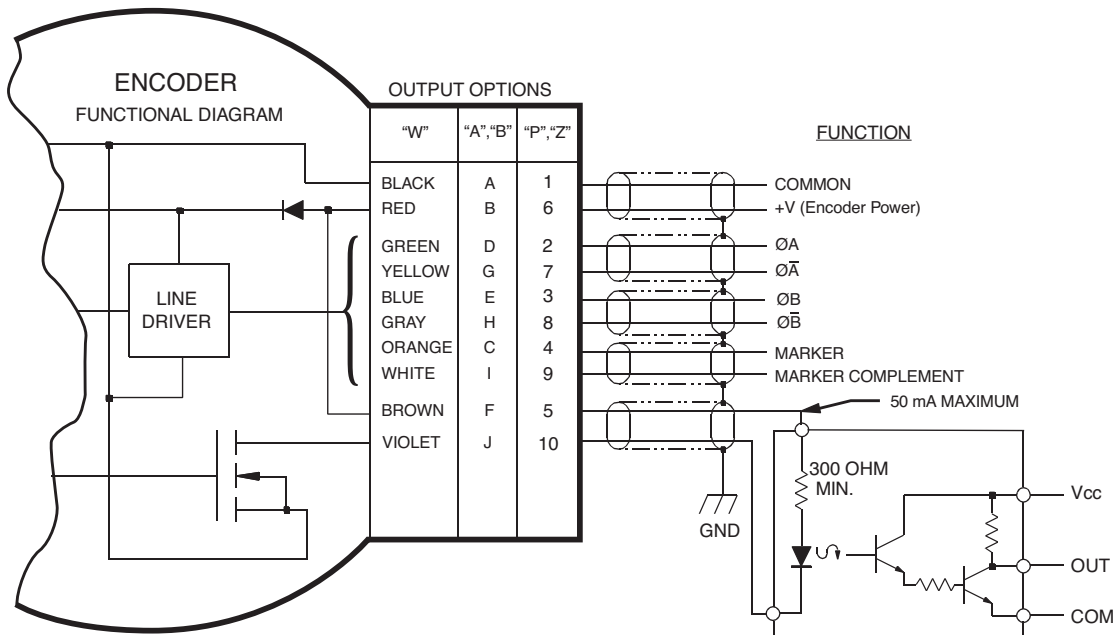 ENCODER
FUNCTIONAL DIAGRAM
OUTPUT OPTIONS
“W” “A”,“B” “P”,“Z”
FUNCTION
BLACK A 1 COMMON
RED B 6 +V (Encoder Power)
GREEN D 2 ØA
YELLOW G 7 ØA̅
BLUE E 3 ØB
GRAY H 8 ØB̅
ORANGE C 4 MARKER
WHITE I 9 MARKER COMPLEMENT
BROWN F 5 50 mA MAXIMUM
VIOLET J 10
LINE
DRIVER
300 OHM
MIN.
GND
Vcc
OUT
COM